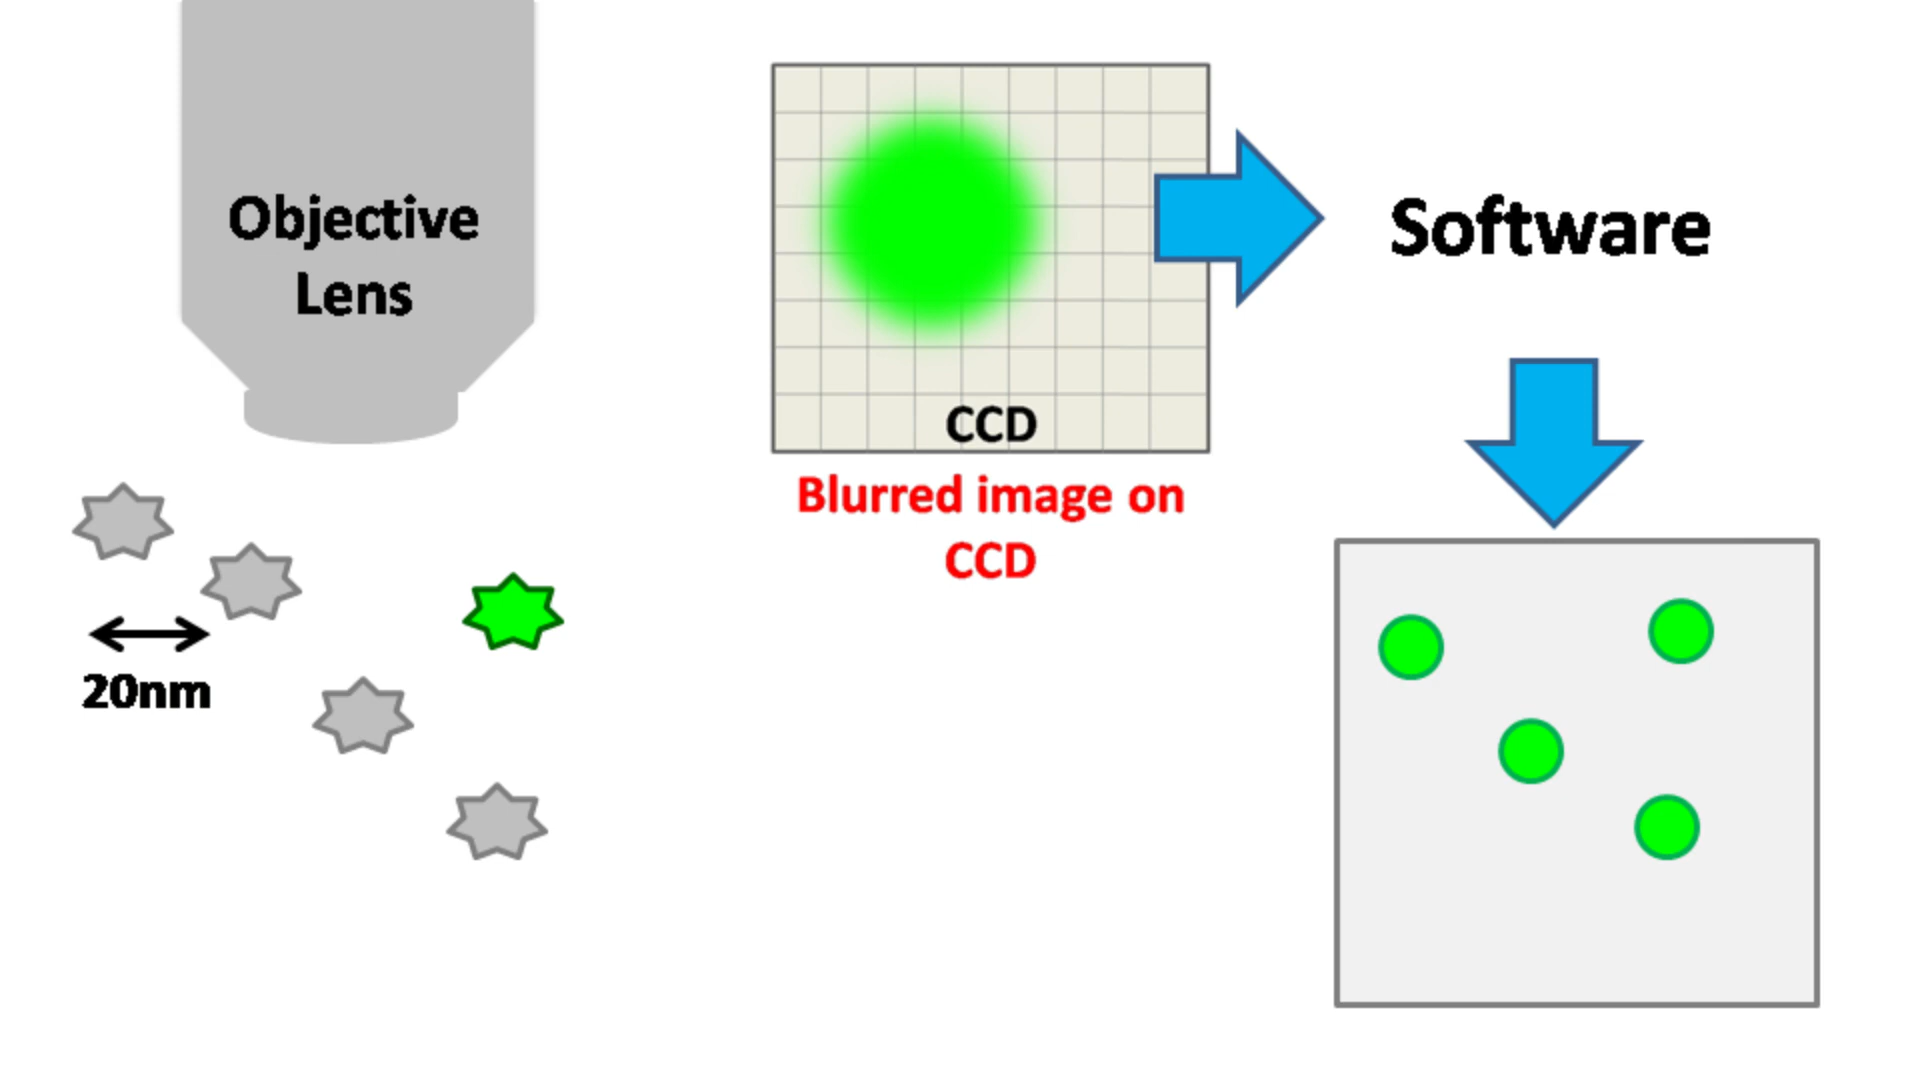 Objective
Lens
20nm
CCD
Blurred image on
CCD
Software